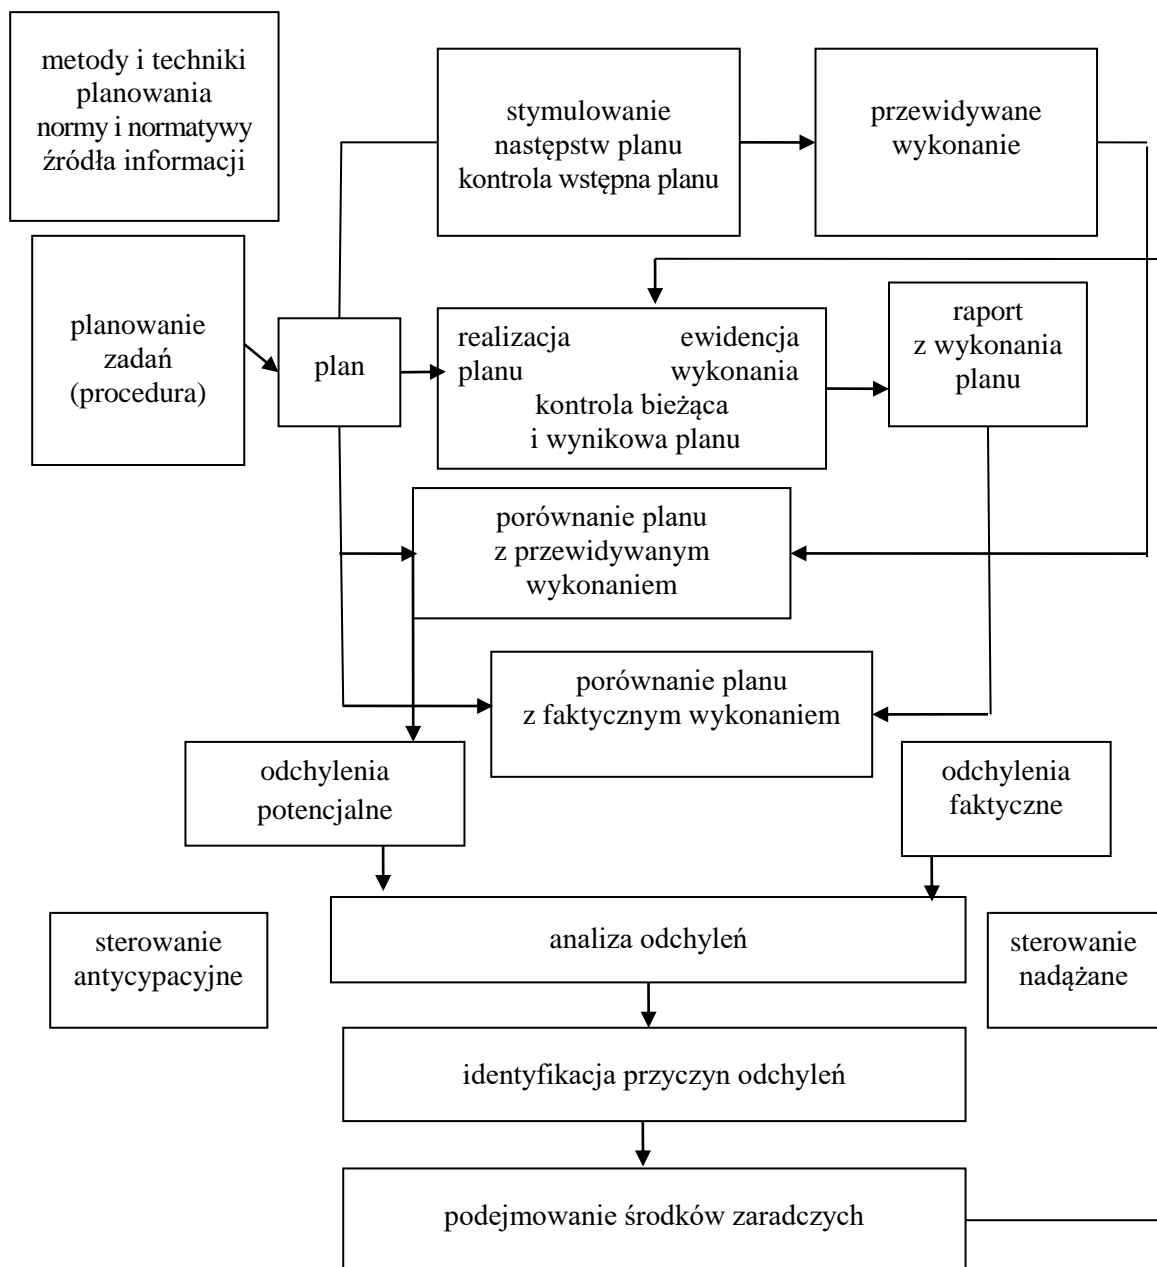 metody i techniki
planowania
normy i normatywy
źródła informacji
stymulowanie
następstw planu
kontrola wstępna planu
przewidywane
wykonanie
planowanie
zadań
(procedura)
plan
realizacja ewidencja
planu wykonania
kontrola bieżąca
i wynikowa planu
raport
z wykonania
planu
porównanie planu
z przewidywanym
wykonaniem
porównanie planu
z faktycznym wykonaniem
odchylenia
potencjalne
odchylenia
faktyczne
sterowanie
antycypacyjne
analiza odchyleń
sterowanie
nadążane
identyfikacja przyczyn odchyleń
podejmowanie środków zaradczych